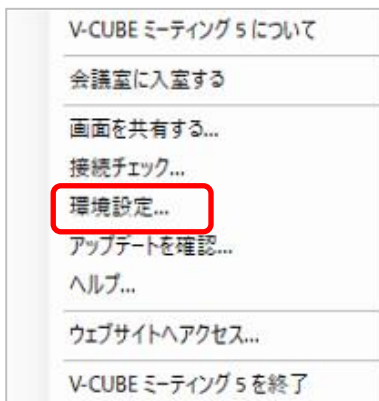 V-CUBE ミーティング 5 について
会議室に入室する
画面を共有する...
接続チェック...
環境設定...
アップデートを確認...
ヘルプ...
ウェブサイトへアクセス...
V-CUBE ミーティング 5 を終了